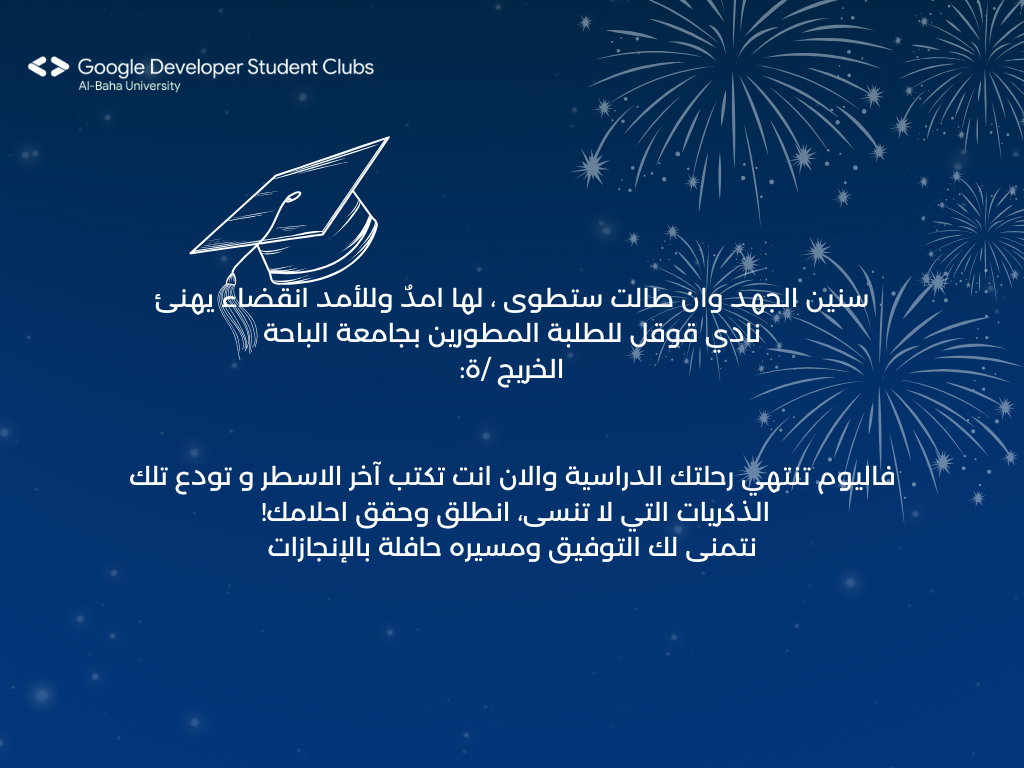 Google Developer Student Clubs
Al-Baha University
سنين الجهد وان طالت ستطوى ، لها امدٌ وللأمد انقضاء يهنئ
نادي قوقل للطلبة المطورين بجامعة الباحة
الخريج /ة:
فاليوم تنتهي رحلتك الدراسية والان انت تكتب آخر الاسطر و تودع تلك
الذكريات التي لا تنسى، انطلق وحقق احلامك!
نتمنى لك التوفيق ومسيره حافلة بالإنجازات